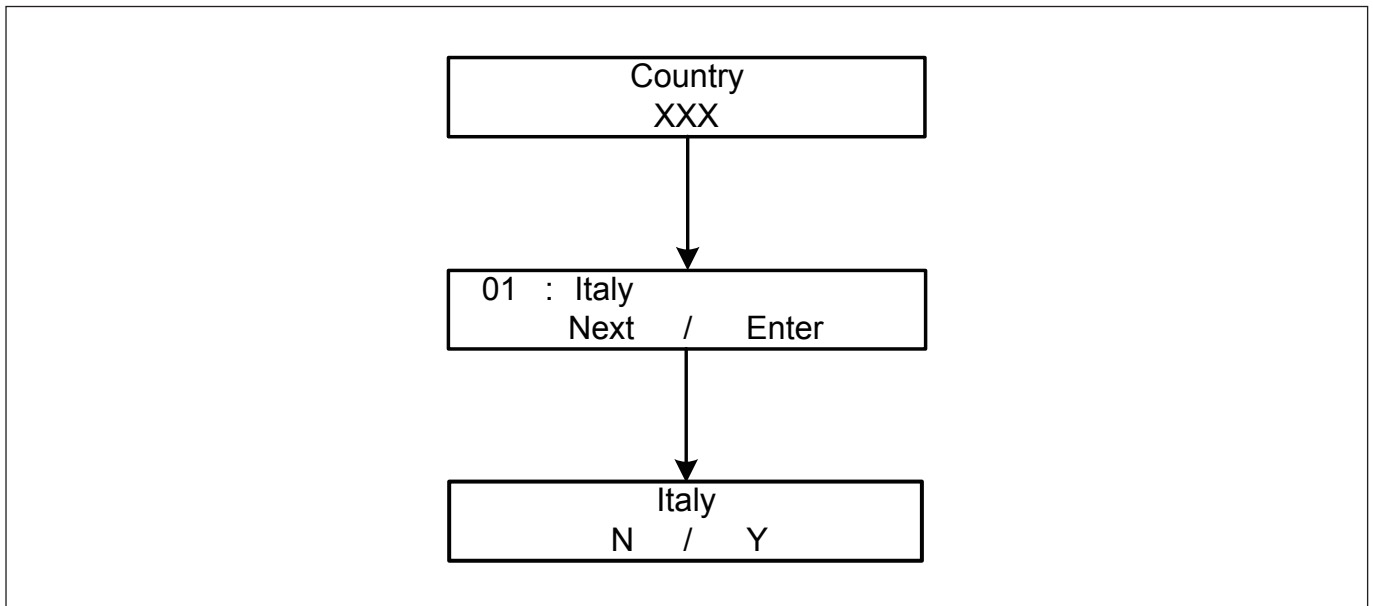 Country
XXX
01 : Italy
Next / Enter
Italy
N / Y